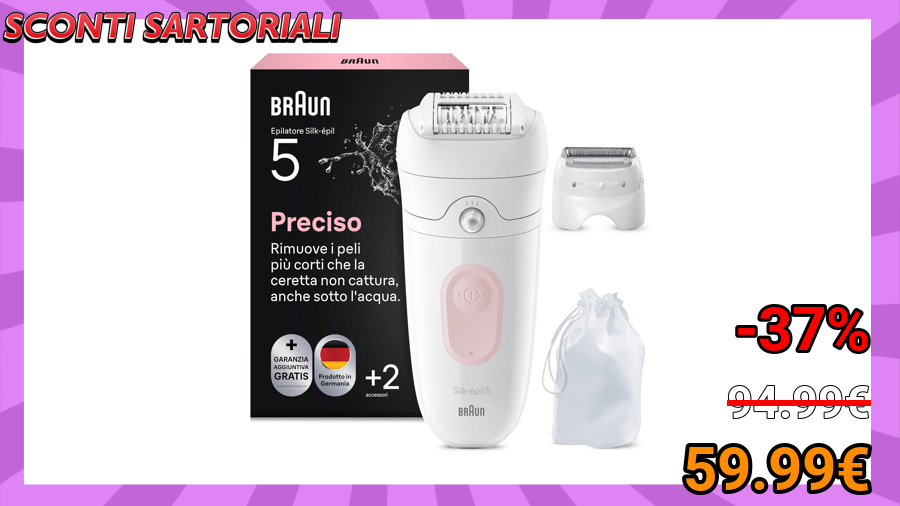 SCONTI SARTORIALI
BRAUN
BRAUN
Epilatore Silk-épil
5
Preciso
Rimuove i peli
più corti che la
ceretta non cattura,
anche sotto l'acqua.
+
GARANZIA
AGGIUNTIVA
GRATIS
Prodotto in
Germania
+2
accessori
Silk·épil 5
BRAUN
-37%
94.99€
59.99€